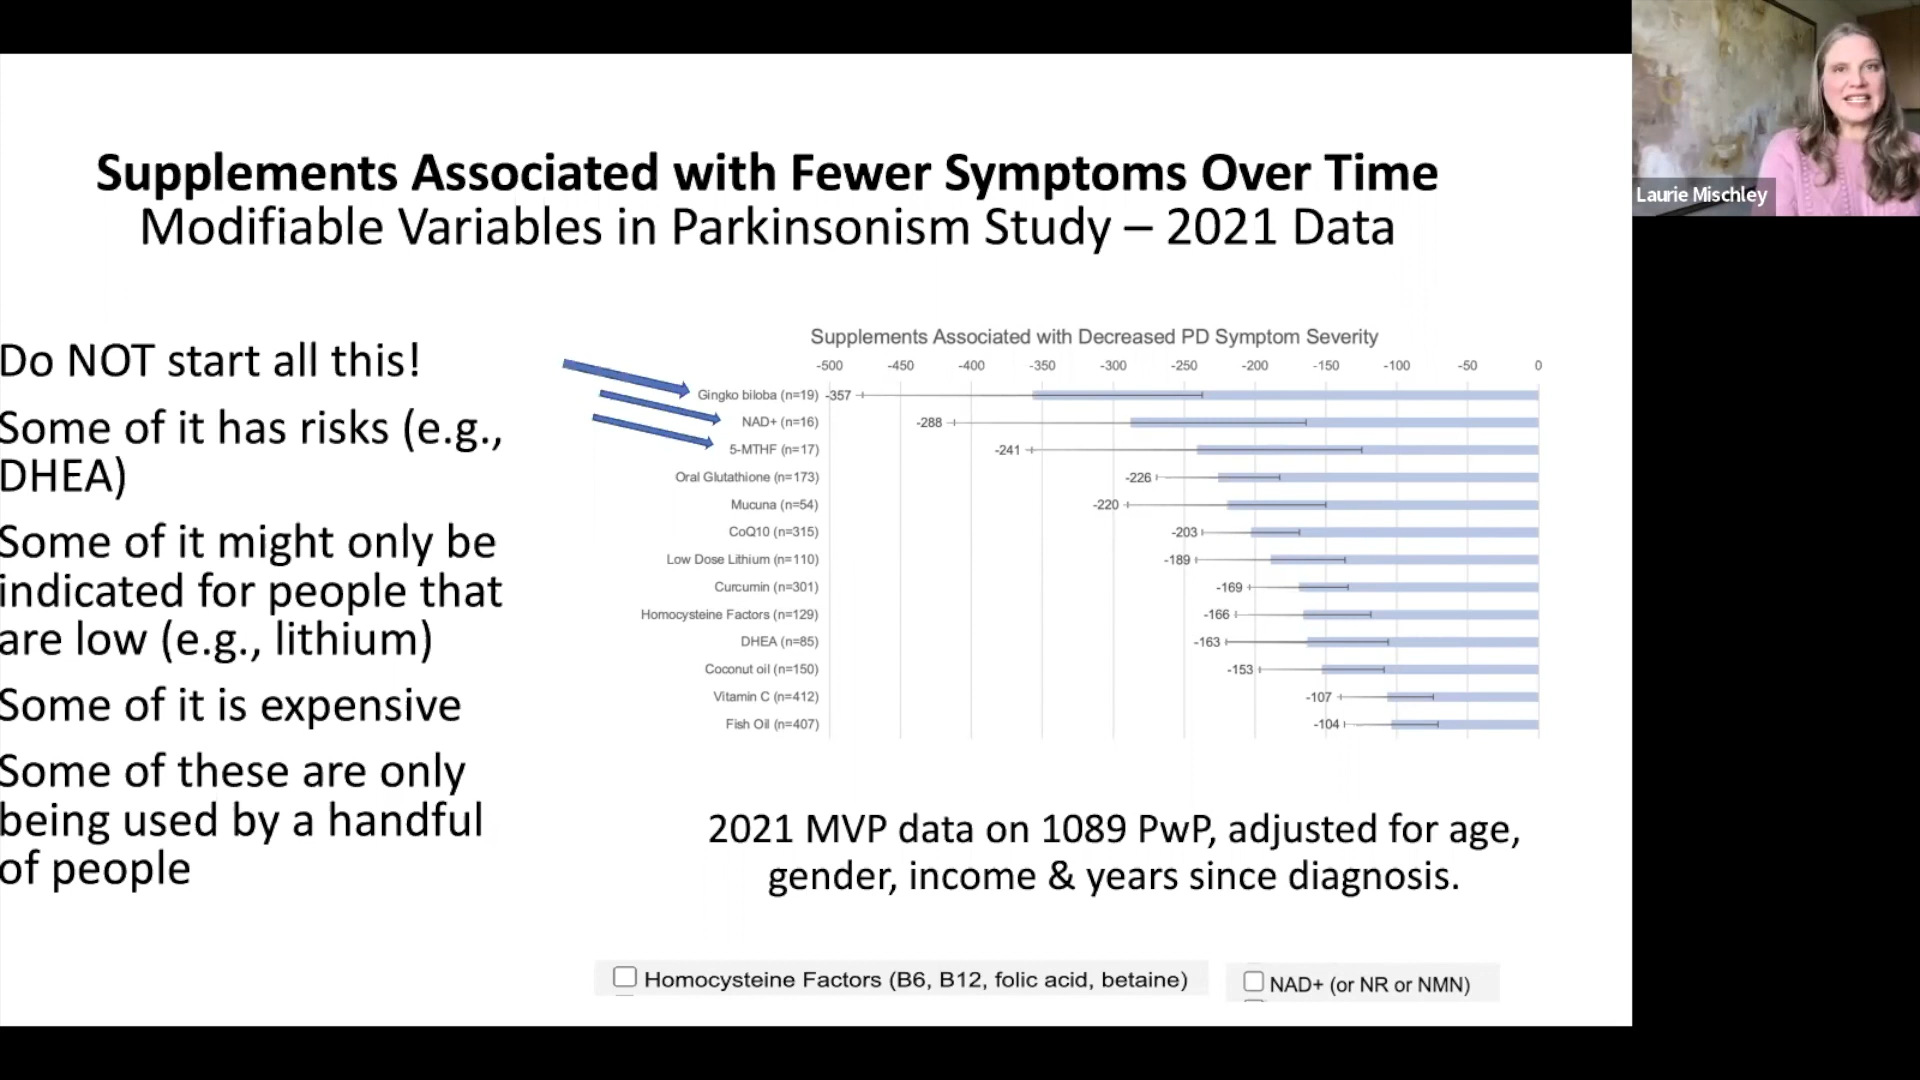 Laurie Mischley
Supplements Associated with Fewer Symptoms Over Time
Modifiable Variables in Parkinsonism Study – 2021 Data
Do NOT start all this!
Some of it has risks (e.g.,
DHEA)
Some of it might only be
indicated for people that
are low (e.g., lithium)
Some of it is expensive
Some of these are only
being used by a handful
of people
Supplements Associated with Decreased PD Symptom Severity
-500 -450 -400 -350 -300 -250 -200 -150 -100 -50 0
Gingko biloba (n=19) -357
NAD+ (n=16) -288
5-MTHF (n=17) -241
Oral Glutathione (n=173) -226
Mucuna (n=54) -220
CoQ10 (n=315) -203
Low Dose Lithium (n=110) -189
Curcumin (n=301) -169
Homocysteine Factors (n=129) -166
DHEA (n=85) -163
Coconut oil (n=150) -153
Vitamin C (n=412) -107
Fish Oil (n=407) -104
2021 MVP data on 1089 PwP, adjusted for age,
gender, income & years since diagnosis.
Homocysteine Factors (B6, B12, folic acid, betaine)
NAD+ (or NR or NMN)